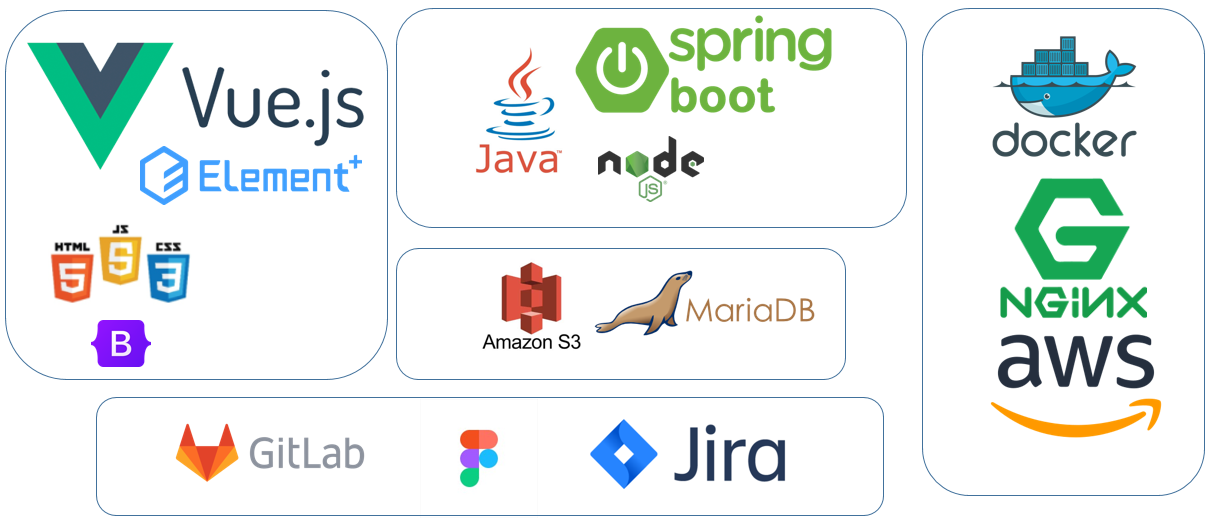 Vue.js
Element+
HTML
5
JS
5
CSS
3
B
Java™
spring
boot
node
JS®
Amazon S3
MariaDB
docker
G
NGiNX
aws
GitLab
Jira